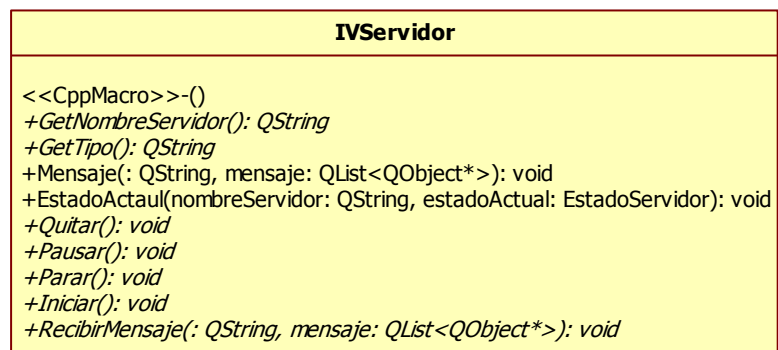 IVServidor
<<CppMacro>>-()
+GetNombreServidor(): QString
+GetTipo(): QString
+Mensaje(: QString, mensaje: QList<QObject*>): void
+EstadoActaul(nombreServidor: QString, estadoActual: EstadoServidor): void
+Quitar(): void
+Pausar(): void
+Parar(): void
+Iniciar(): void
+RecibirMensaje(: QString, mensaje: QList<QObject*>): void